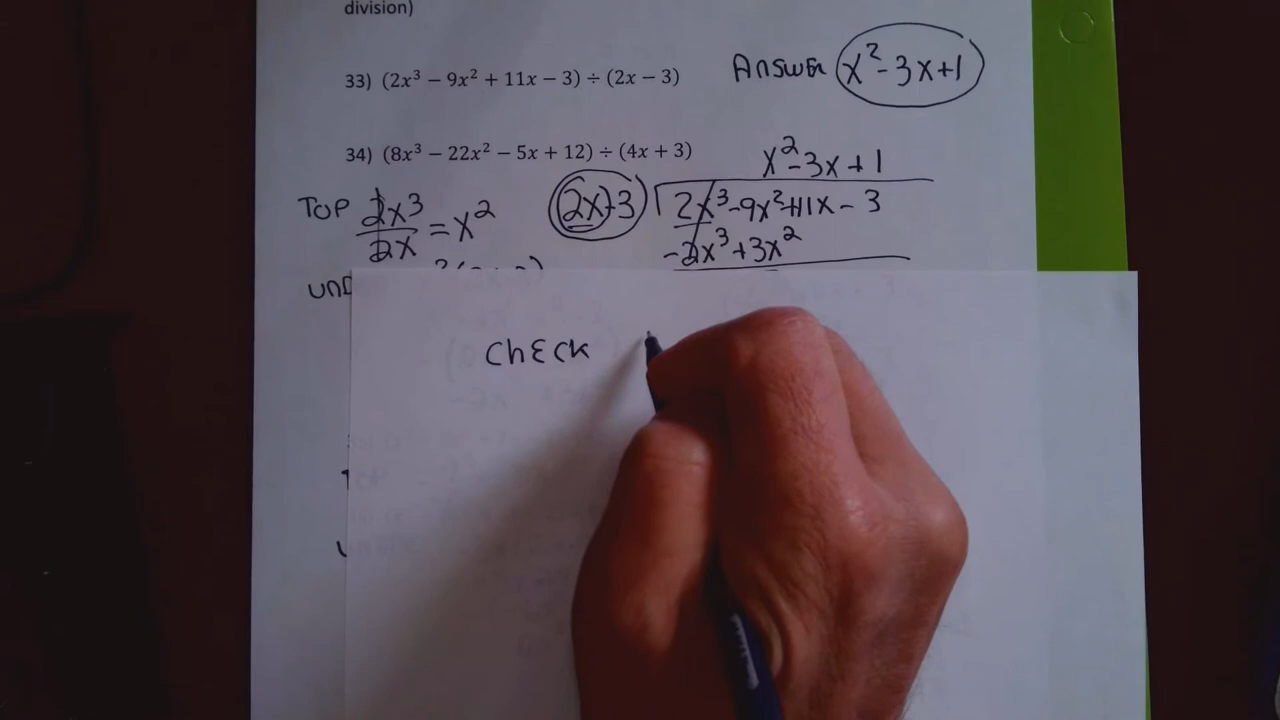 division)
33) (2x³ − 9x² + 11x − 3) ÷ (2x − 3)
Answer x²-3x+1
34) (8x³ − 22x² − 5x + 12) ÷ (4x + 3)
x²-3x+1
TOP 2x³/2x = x²
2x-3 2x³-9x²+11x-3
-2x³+3x²
UND
ChEcK